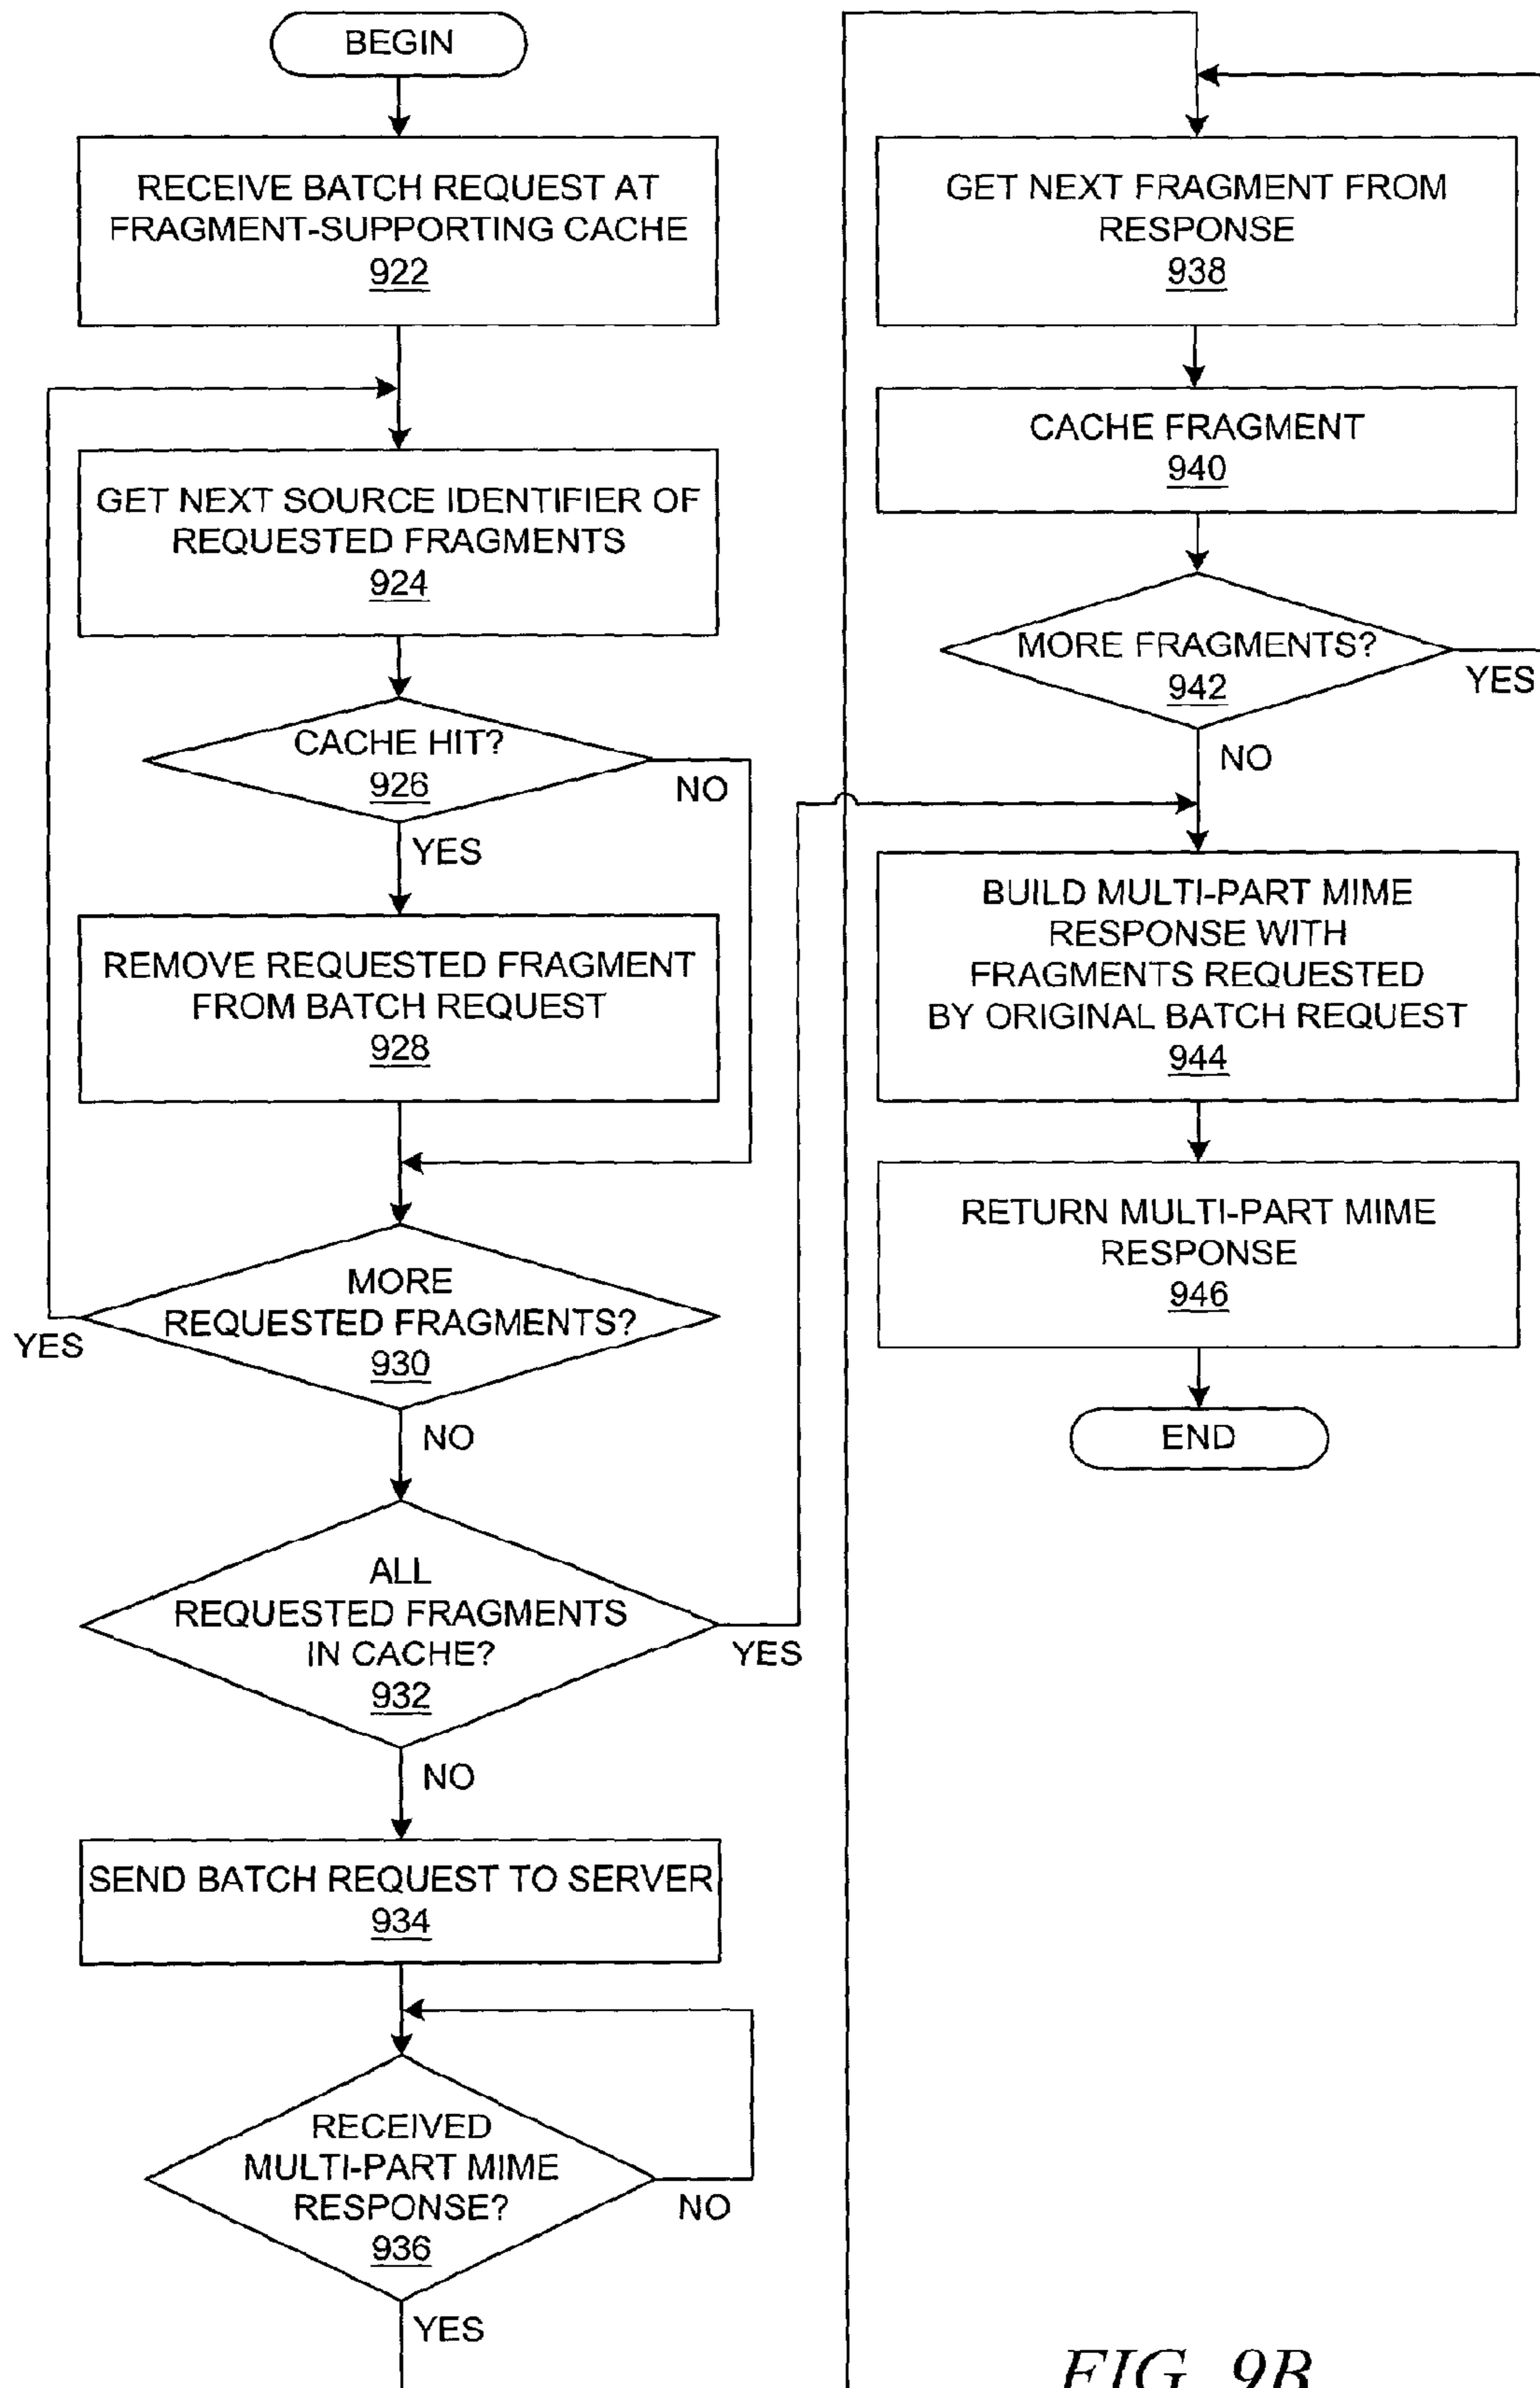 BEGIN
RECEIVE BATCH REQUEST AT
FRAGMENT-SUPPORTING CACHE
922
GET NEXT SOURCE IDENTIFIER OF
REQUESTED FRAGMENTS
924
CACHE HIT?
926
NO
YES
REMOVE REQUESTED FRAGMENT
FROM BATCH REQUEST
928
MORE
REQUESTED FRAGMENTS?
930
YES
NO
ALL
REQUESTED FRAGMENTS
IN CACHE?
932
YES
NO
SEND BATCH REQUEST TO SERVER
934
RECEIVED
MULTI-PART MIME
RESPONSE?
936
NO
YES
GET NEXT FRAGMENT FROM
RESPONSE
938
CACHE FRAGMENT
940
MORE FRAGMENTS?
942
YES
NO
BUILD MULTI-PART MIME
RESPONSE WITH
FRAGMENTS REQUESTED
BY ORIGINAL BATCH REQUEST
944
RETURN MULTI-PART MIME
RESPONSE
946
END
FIG. 9B